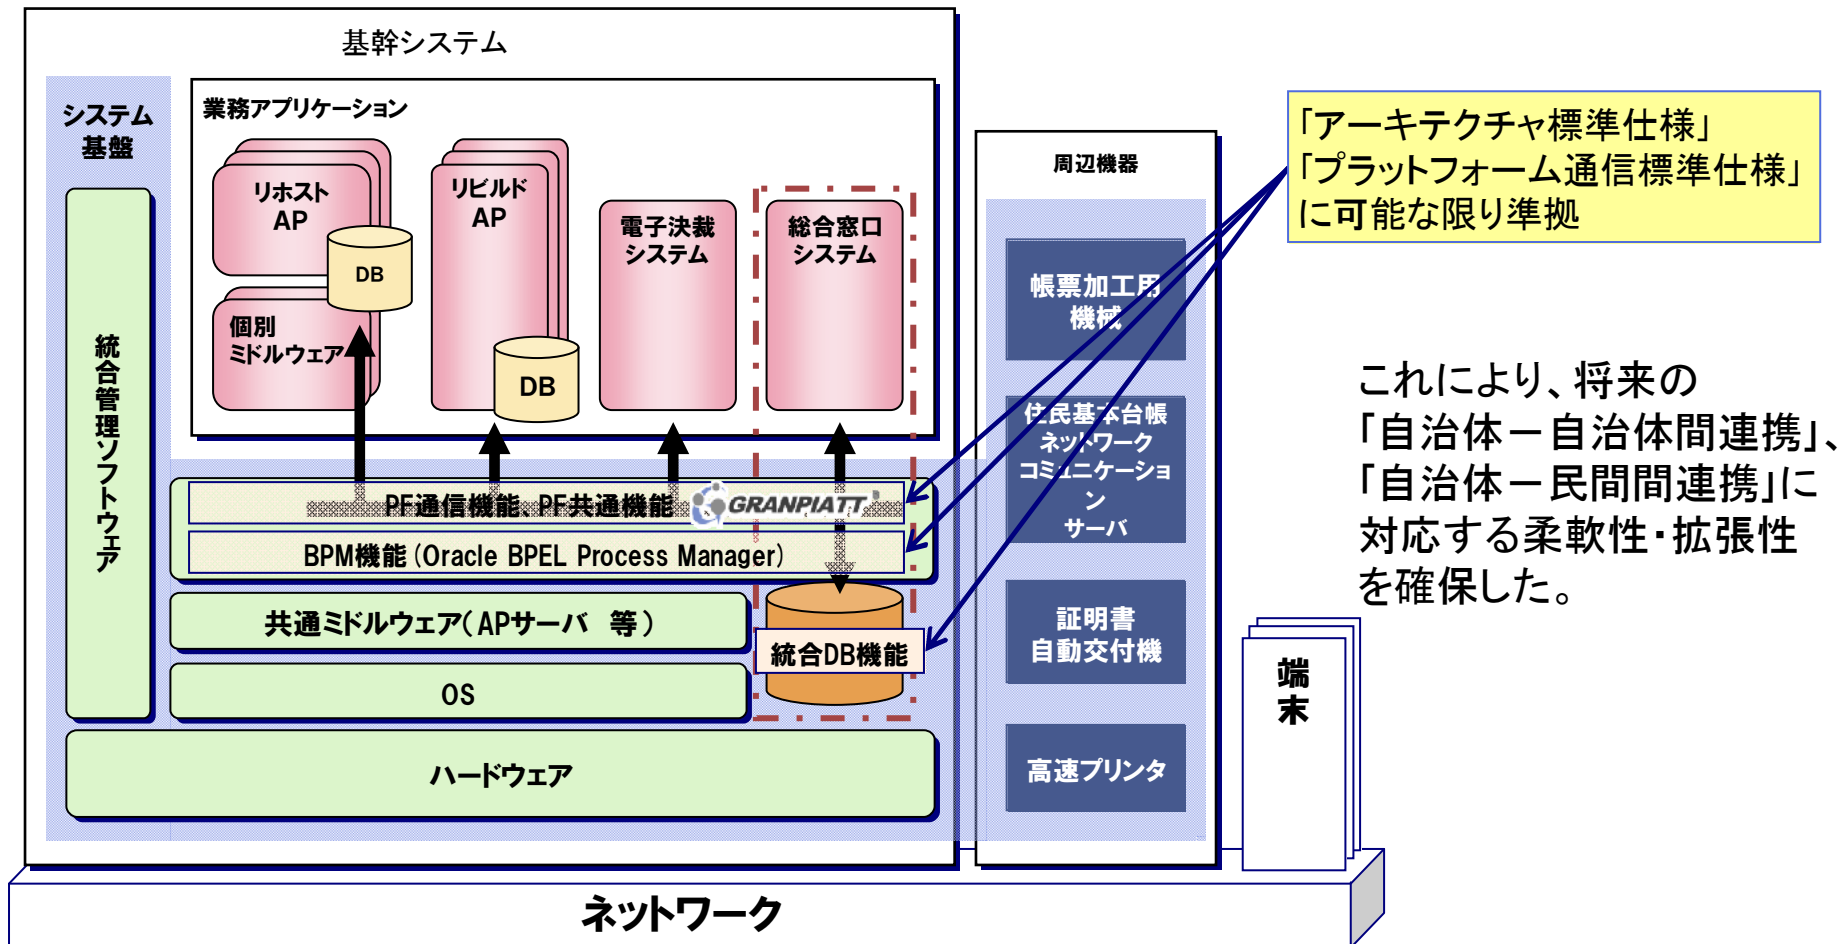 基幹システム
システム
基盤
業務アプリケーション
リホスト
AP
DB
個別
ミドルウェア
リビルド
AP
DB
電子決裁
システム
総合窓口
システム
統合管理ソフトウェア
PF通信機能、PF共通機能
GRANPIATT
BPM機能(Oracle BPEL Process Manager)
共通ミドルウェア(APサーバ 等)
統合DB機能
OS
ハードウェア
周辺機器
帳票加工用
機械
住民基本台帳
ネットワーク
コミュニケーショ
ン
サーバ
証明書
自動交付機
高速プリンタ
端末
ネットワーク
「アーキテクチャ標準仕様」
「プラットフォーム通信標準仕様」
に可能な限り準拠
これにより、将来の
「自治体－自治体間連携」、
「自治体－民間間連携」に
対応する柔軟性・拡張性
を確保した。